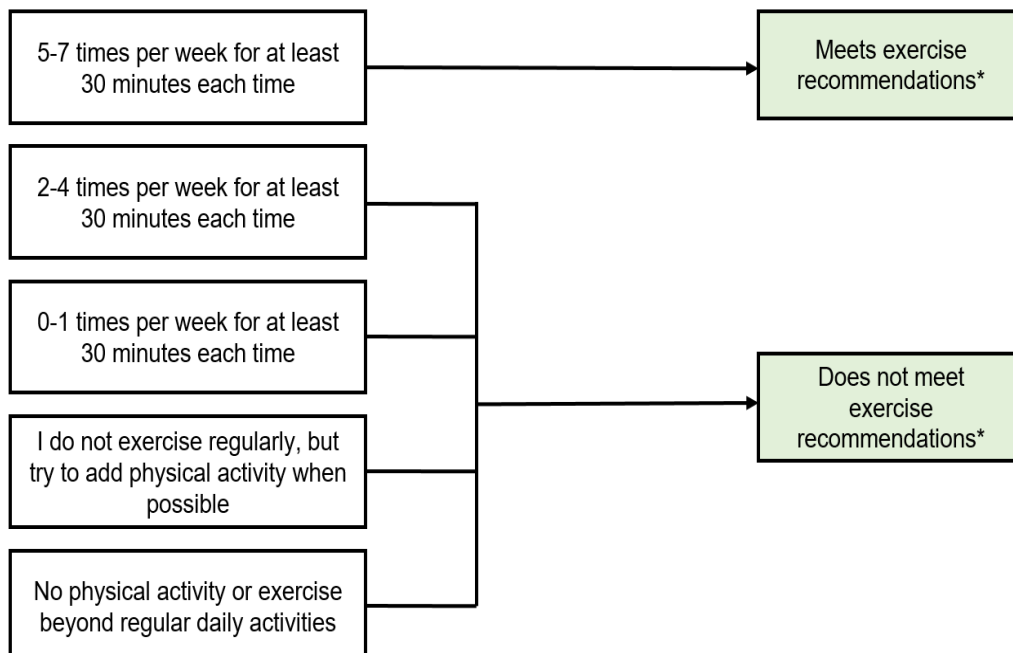 5-7 times per week for at least
30 minutes each time
Meets exercise
recommendations*
2-4 times per week for at least
30 minutes each time
0-1 times per week for at least
30 minutes each time
Does not meet
exercise
recommendations*
I do not exercise regularly, but
try to add physical activity when
possible
No physical activity or exercise
beyond regular daily activities